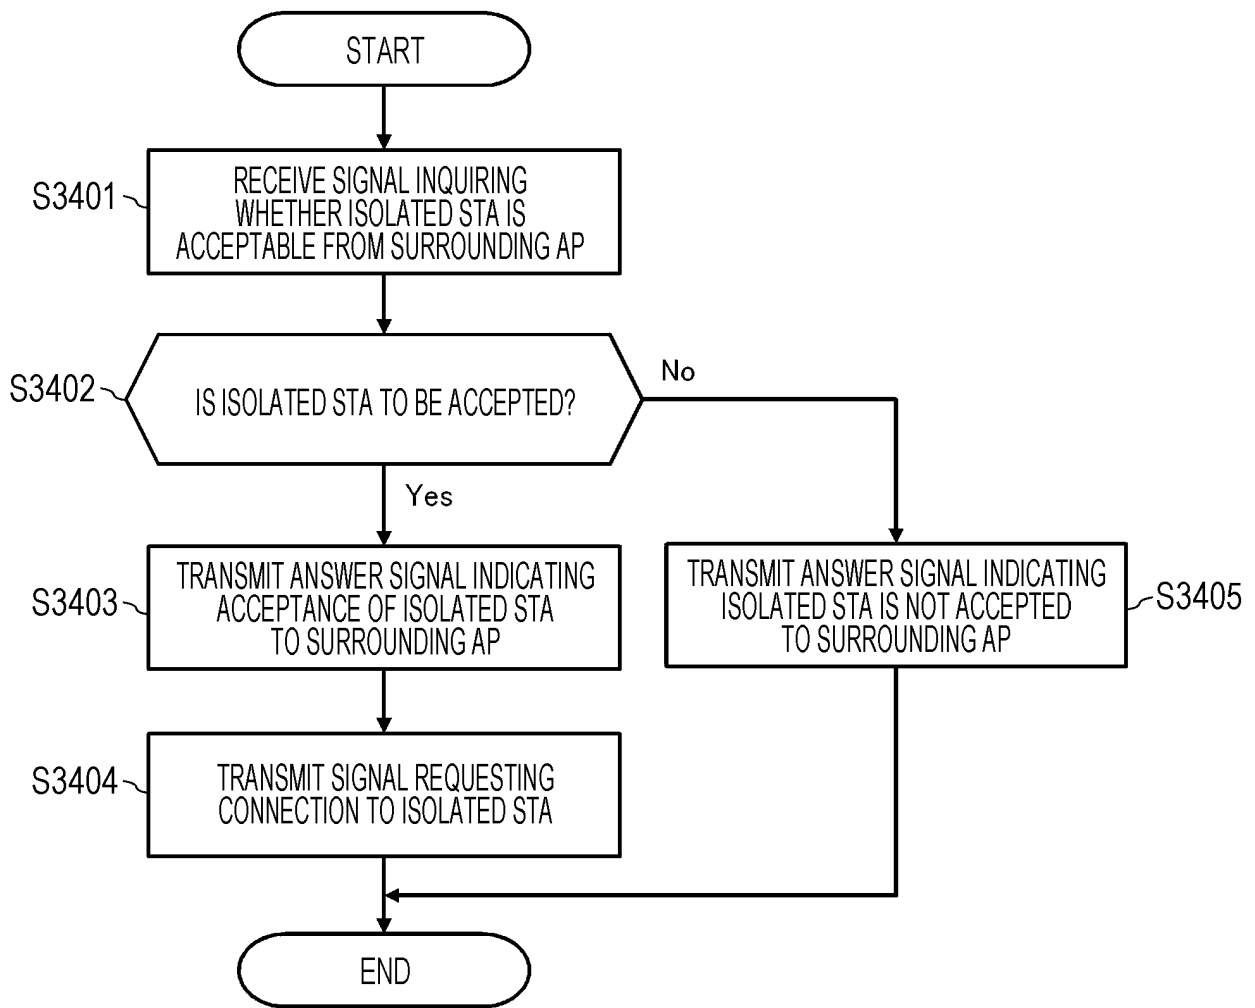 START
S3401
RECEIVE SIGNAL INQUIRING
WHETHER ISOLATED STA IS
ACCEPTABLE FROM SURROUNDING AP
S3402
IS ISOLATED STA TO BE ACCEPTED?
No
Yes
S3403
TRANSMIT ANSWER SIGNAL INDICATING
ACCEPTANCE OF ISOLATED STA
TO SURROUNDING AP
TRANSMIT ANSWER SIGNAL INDICATING
ISOLATED STA IS NOT ACCEPTED
TO SURROUNDING AP
S3405
S3404
TRANSMIT SIGNAL REQUESTING
CONNECTION TO ISOLATED STA
END